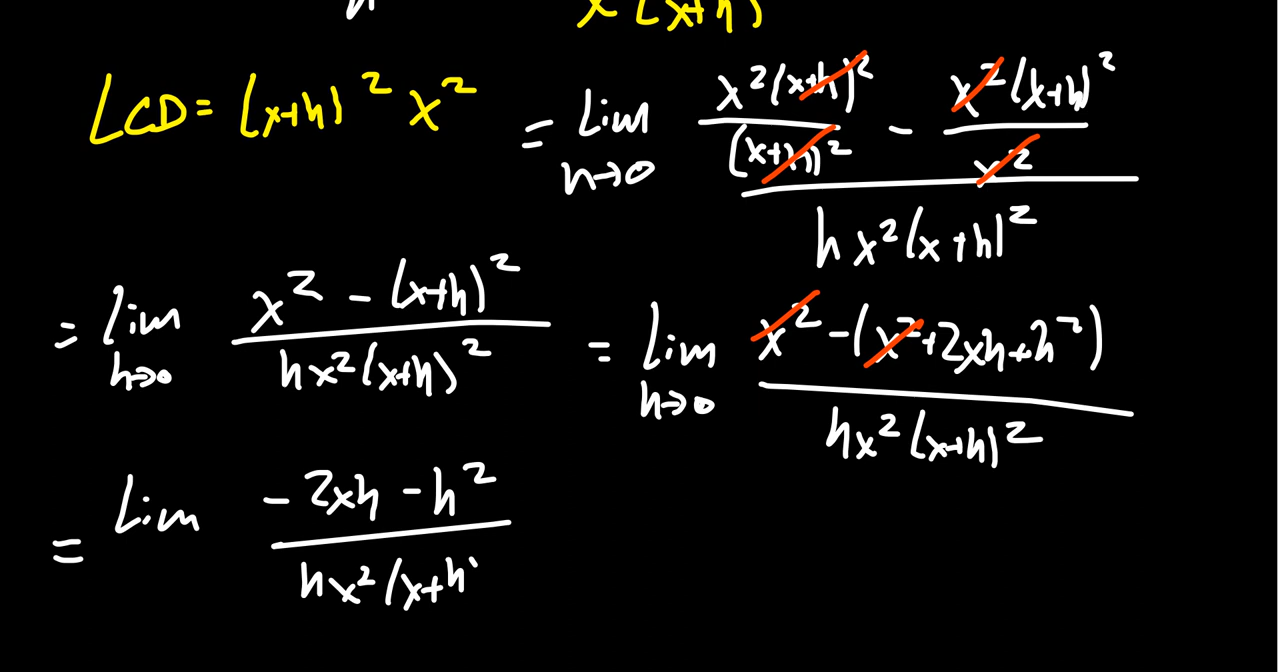 h x (x+h)
LCD = (x+h)² x² = Lim h→0 (x²(x+h)²/(x+h)² - x²(x+h)²/x²) / hx²(x+h)²
= Lim h→0 x² - (x+h)² / hx²(x+h)² = Lim h→0 x² - (x²+2xh+h²) / hx²(x+h)²
= Lim -2xh - h² / hx²(x+h